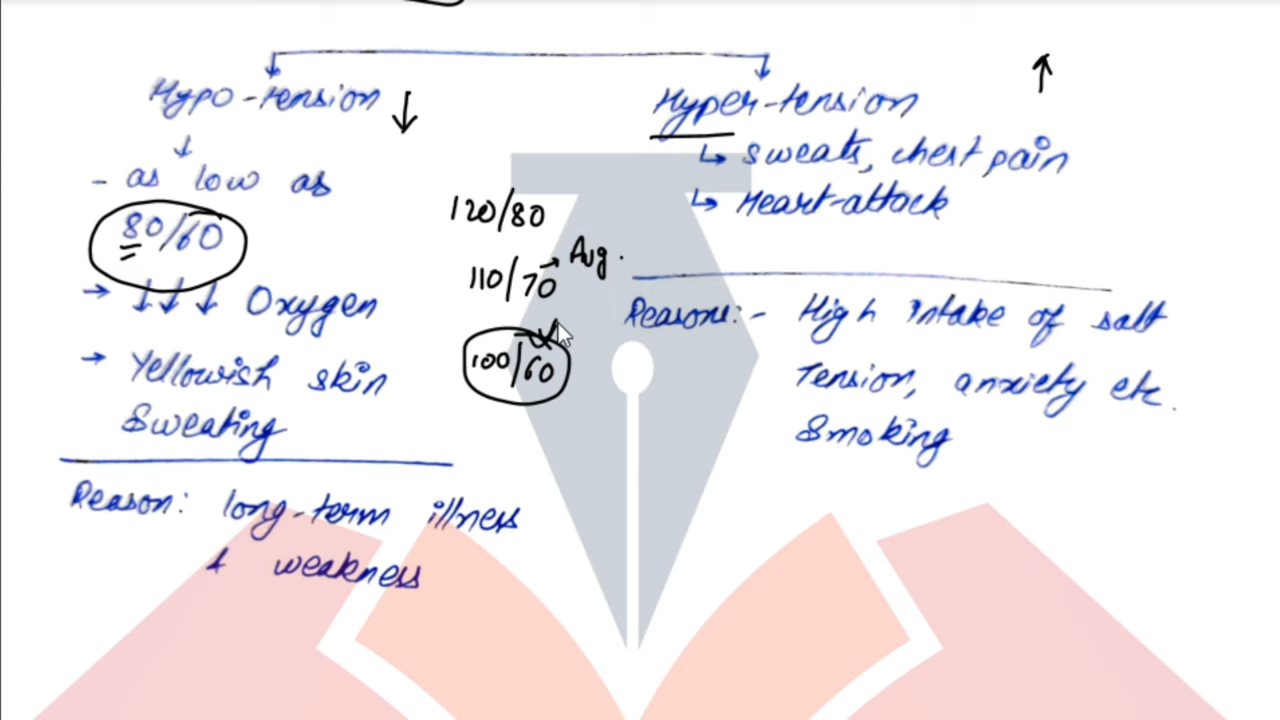 Hypo-tension ↓
- as low as
80/60
→ ↓↓↓ Oxygen
→ Yellowish skin
Sweating
Reason: long-term illness
& weakness
120/80
110/70 → Avg.
100/60
↑
Hyper-tension
↳ Sweats, chest pain
↳ Heart-attack
Reasons:- High intake of salt
Tension, anxiety etc.
Smoking